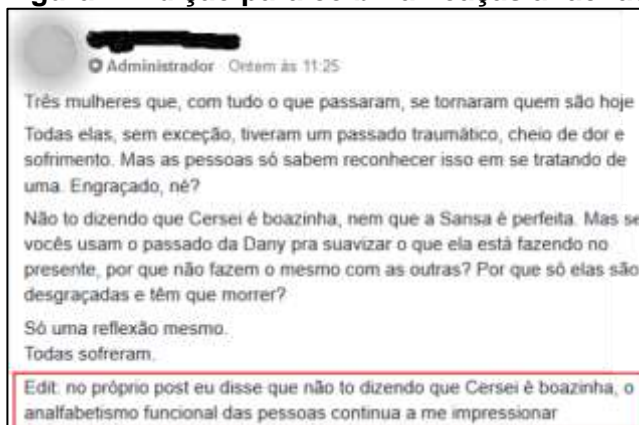 Administrador · Ontem às 11:25
Três mulheres que, com tudo o que passaram, se tornaram quem são hoje
Todas elas, sem exceção, tiveram um passado traumático, cheio de dor e
sofrimento. Mas as pessoas só sabem reconhecer isso em se tratando de
uma. Engraçado, né?
Não to dizendo que Cersei é boazinha, nem que a Sansa é perfeita. Mas se
vocês usam o passado da Dany pra suavizar o que ela está fazendo no
presente, por que não fazem o mesmo com as outras? Por que só elas são
desgraçadas e têm que morrer?
Só uma reflexão mesmo.
Todas sofreram.
Edit: no próprio post eu disse que não to dizendo que Cersei é boazinha, o
analfabetismo funcional das pessoas continua a me impressionar